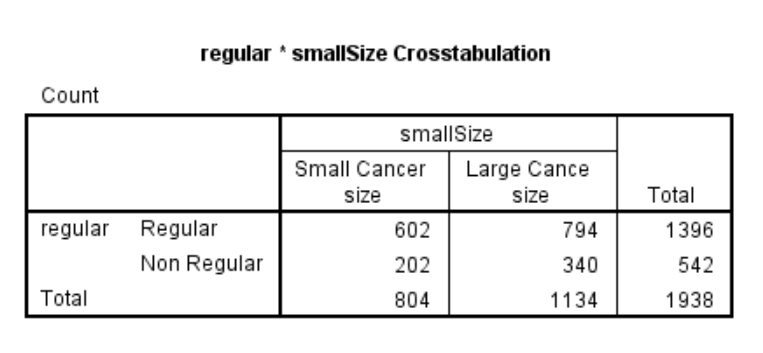 regular * smallSize Crosstabulation
Count
smallSize
Small Cancer size Large Cance size Total
regular Regular 602 794 1396
Non Regular 202 340 542
Total 804 1134 1938